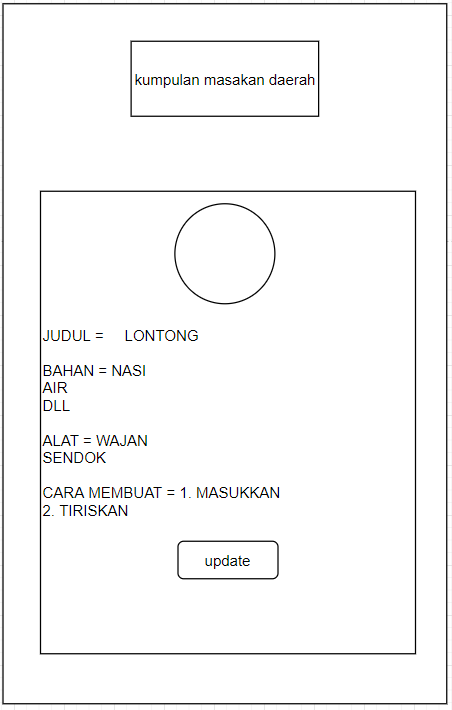 kumpulan masakan daerah
JUDUL = LONTONG
BAHAN = NASI
AIR
DLL
ALAT = WAJAN
SENDOK
CARA MEMBUAT = 1. MASUKKAN
2. TIRISKAN
update